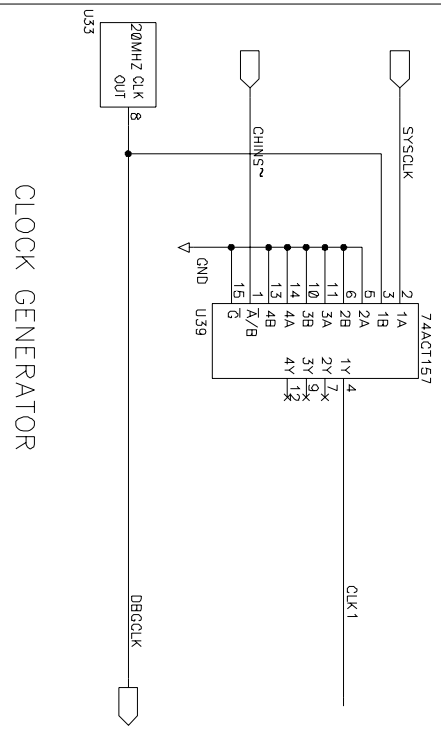 U33
20MHZ CLK
OUT
8
SYSCLK
CHINS~
GND
74ACT157
2 1A
3 1B
5 2A
6 2B
11 3A
10 3B
14 4A
13 4B
1 A/B
15 G
1Y 4
2Y 7
3Y 9
4Y 12
U39
CLK1
DBGCLK
CLOCK GENERATOR